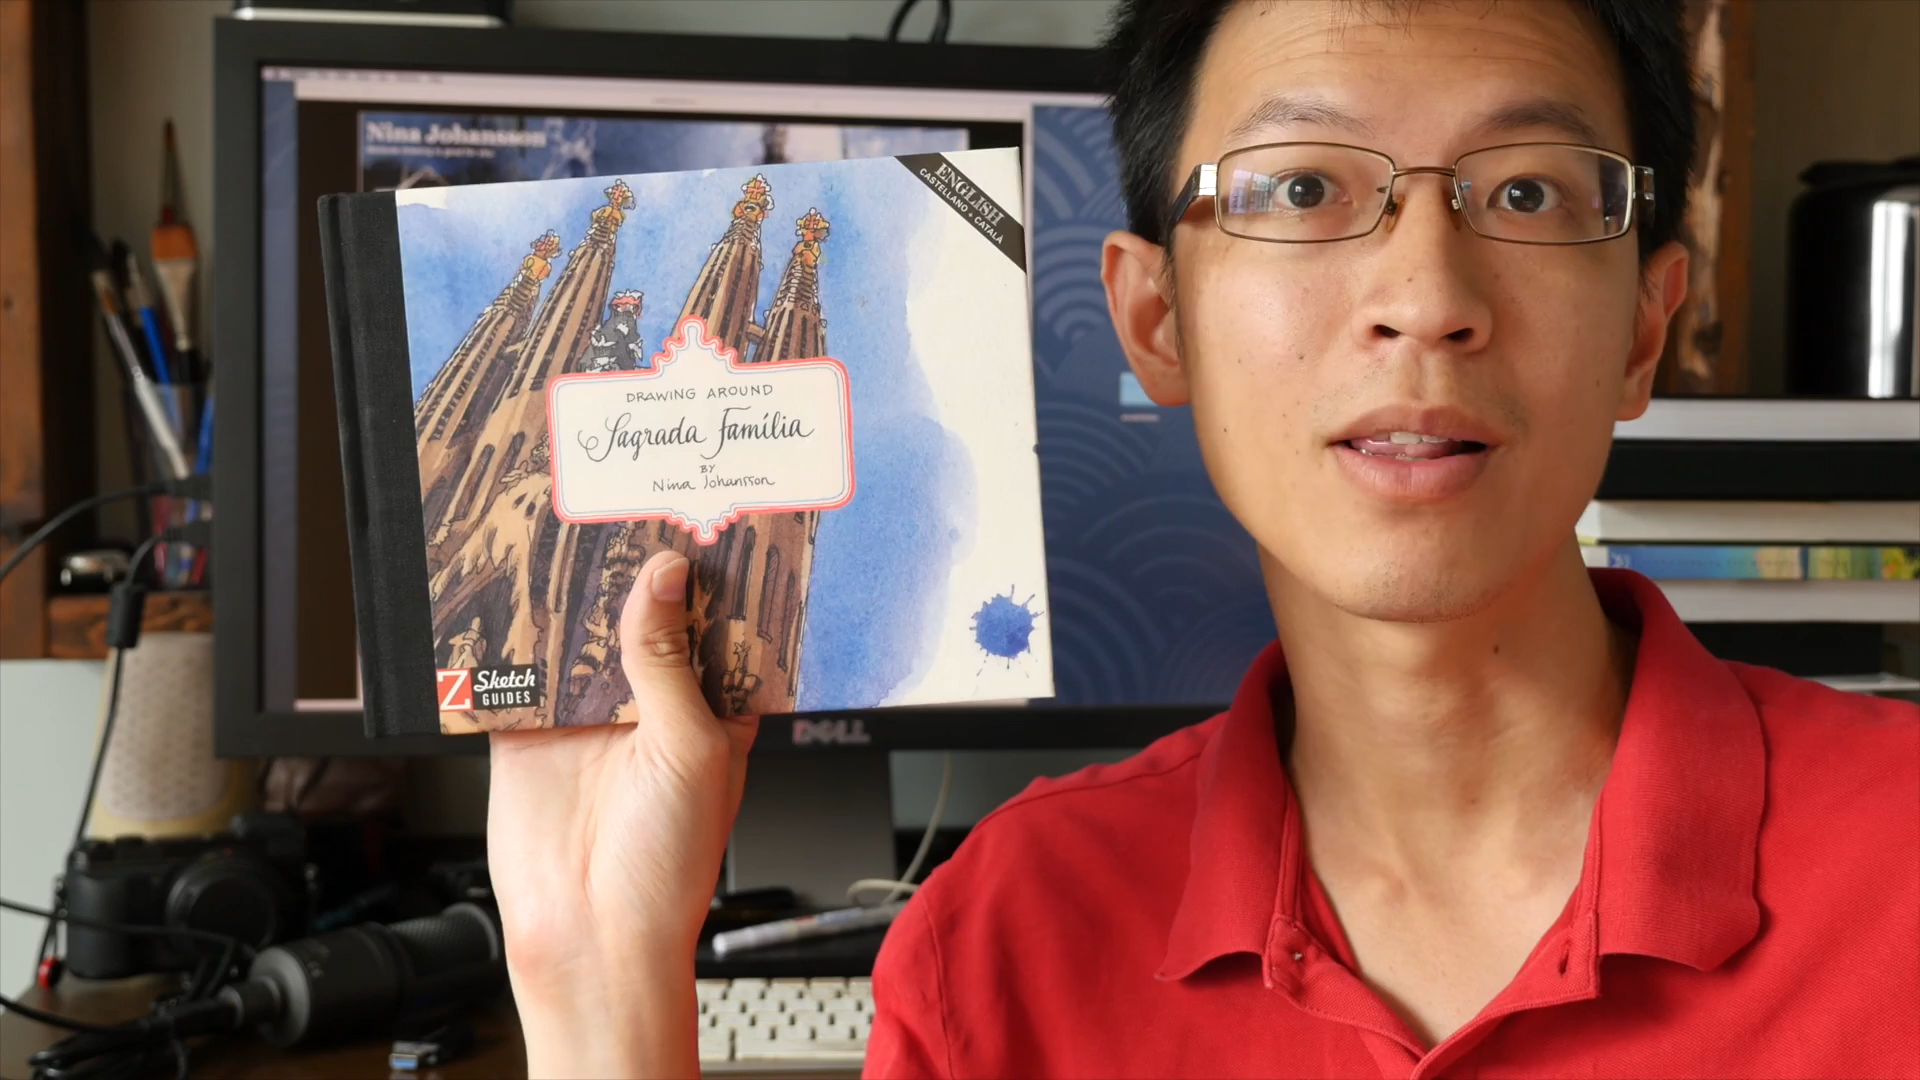 Nina Johansson
ENGLISH
CASTELLANO + CATALÀ
DRAWING AROUND
Sagrada Família
BY
Nina Johansson
Z Sketch
GUIDES
DELL